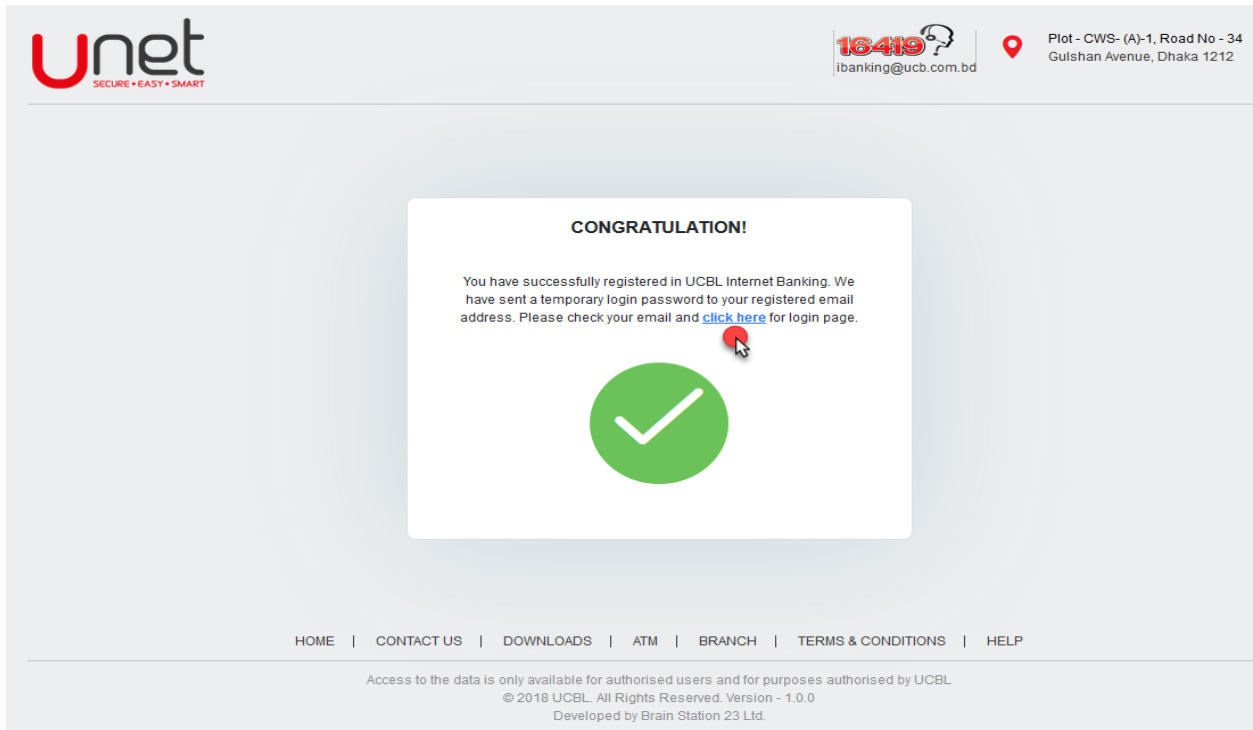 unet
SECURE • EASY • SMART
16419
ibanking@ucb.com.bd
Plot - CWS- (A)-1, Road No - 34
Gulshan Avenue, Dhaka 1212
CONGRATULATION!
You have successfully registered in UCBL Internet Banking. We
have sent a temporary login password to your registered email
address. Please check your email and click here for login page.
HOME | CONTACT US | DOWNLOADS | ATM | BRANCH | TERMS & CONDITIONS | HELP
Access to the data is only available for authorised users and for purposes authorised by UCBL
© 2018 UCBL. All Rights Reserved. Version - 1.0.0
Developed by Brain Station 23 Ltd.